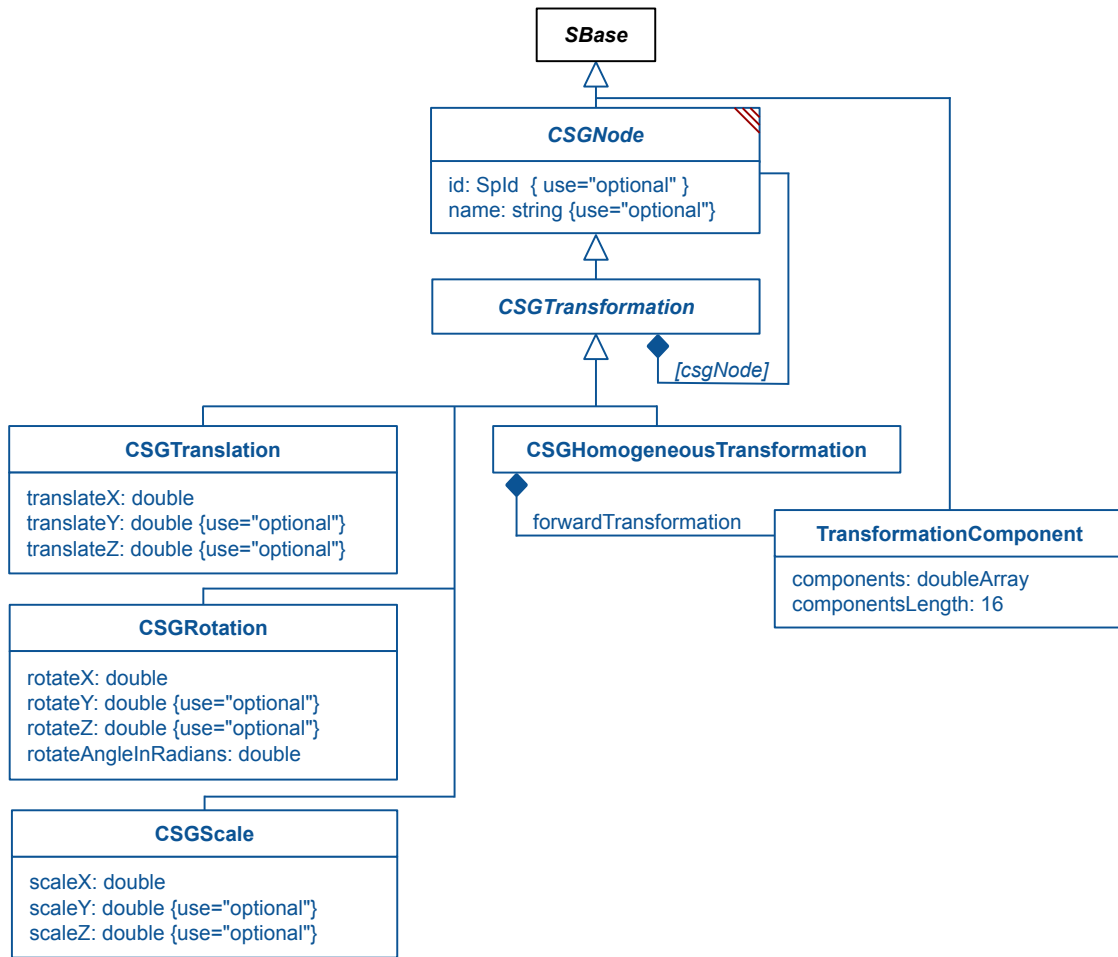 SBase
CSGNode
id: SpId  { use="optional" }
name: string {use="optional"}
CSGTransformation
[csgNode]
CSGTranslation
translateX: double
translateY: double {use="optional"}
translateZ: double {use="optional"}
CSGHomogeneousTransformation
forwardTransformation
TransformationComponent
components: doubleArray
componentsLength: 16
CSGRotation
rotateX: double
rotateY: double {use="optional"}
rotateZ: double {use="optional"}
rotateAngleInRadians: double
CSGScale
scaleX: double
scaleY: double {use="optional"}
scaleZ: double {use="optional"}